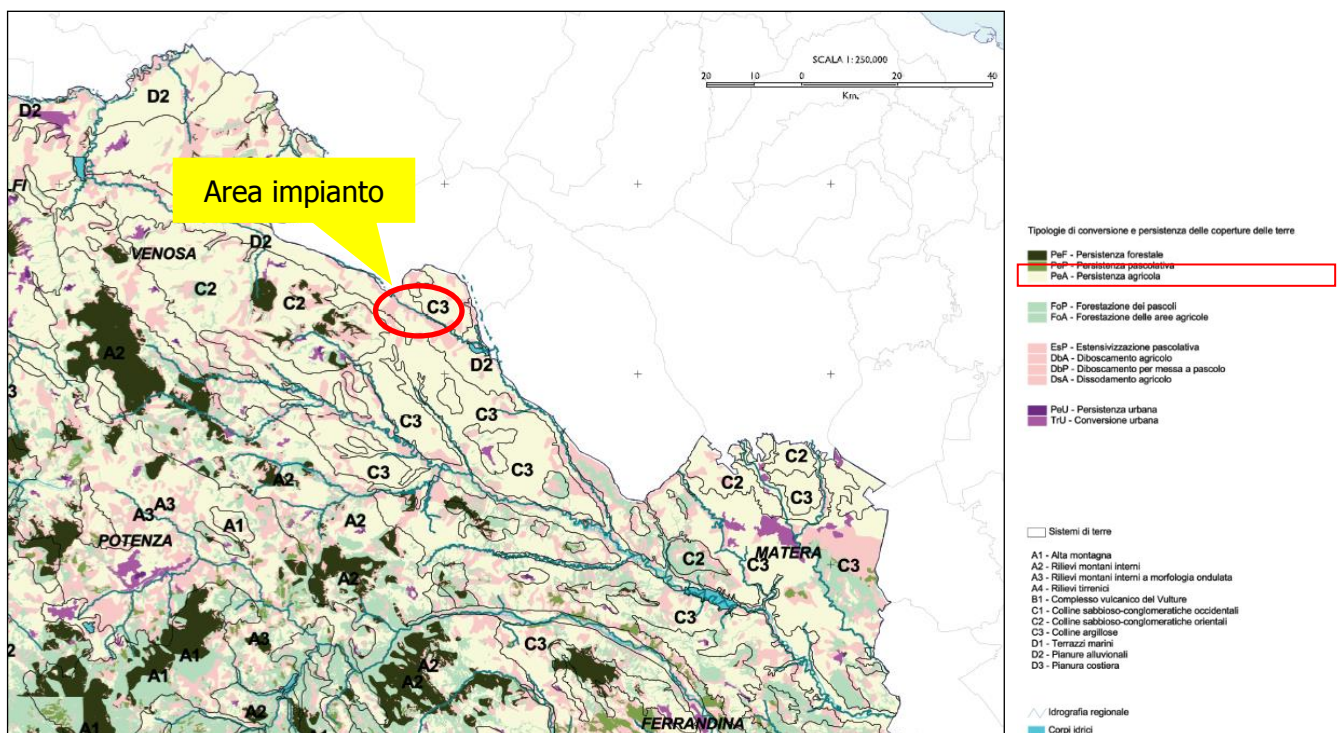 SCALA 1: 250,000
20 10 0 20 40
Km.
D2
D2
Area impianto
FI
VENOSA
D2
C2
C2
C3
A2
D2
3
C3
C3
C2
C2
C3
C3
C3
A2
A3
A3
A1
A2
POTENZA
C2
MATERA
C3
C3
A2
C3
A3
C3
2
A1
A2
A2
A2
FERRANDINA
A1
Tipologie di conversione e persistenza delle coperture delle terre
PeF - Persistenza forestale
PeP - Persistenza pascolativa
PeA - Persistenza agricola
FoP - Forestazione dei pascoli
FoA - Forestazione delle aree agricole
EsP - Estensivizzazione pascolativa
DbA - Diboscamento agricolo
DbP - Diboscamento per messa a pascolo
DsA - Dissodamento agricolo
PeU - Persistenza urbana
TrU - Conversione urbana
Sistemi di terre
A1 - Alta montagna
A2 - Rilievi montani interni
A3 - Rilievi montani interni a morfologia ondulata
A4 - Rilievi tirrenici
B1 - Complesso vulcanico del Vulture
C1 - Colline sabbioso-conglomeratiche occidentali
C2 - Colline sabbioso-conglomeratiche orientali
C3 - Colline argillose
D1 - Terrazzi marini
D2 - Pianure alluvionali
D3 - Pianura costiera
Idrografia regionale
Corpi idrici